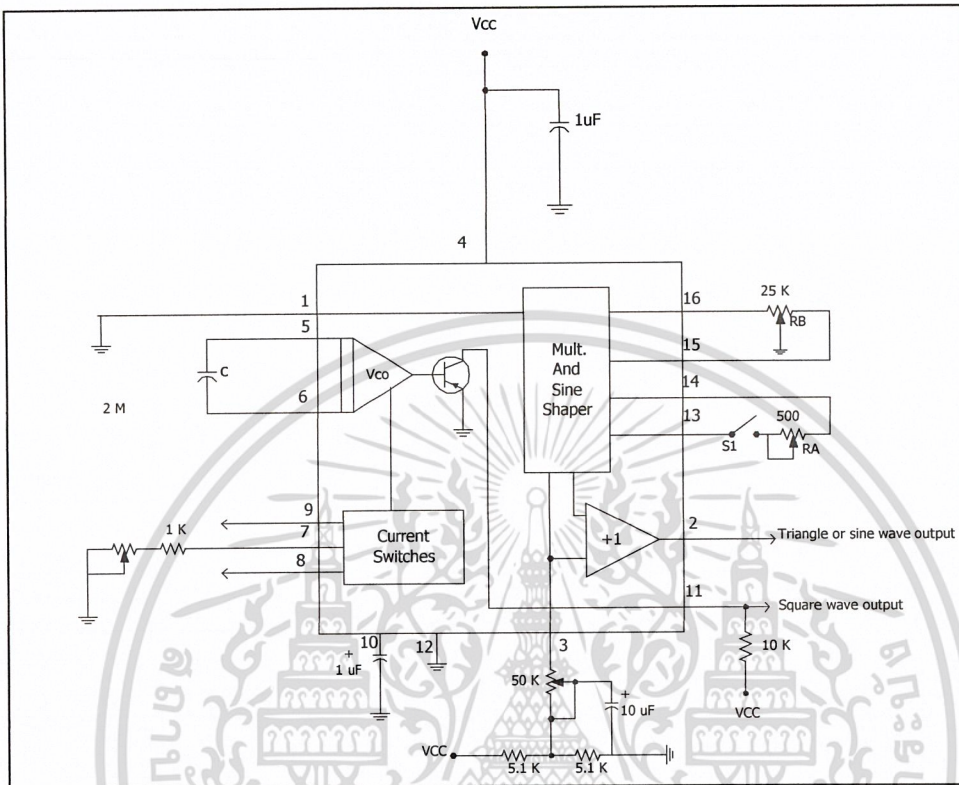 Vcc
1uF
4
1
16
25 K
RB
5
15
Mult.
And
Sine
Shaper
Vco
C
14
6
13
500
2 M
S1
RA
9
2
Triangle or sine wave output
1 K
7
Current
Switches
+1
8
11
Square wave output
10
12
3
10 K
+
1 uF
50 K
+
10 uF
VCC
VCC
5.1 K
5.1 K